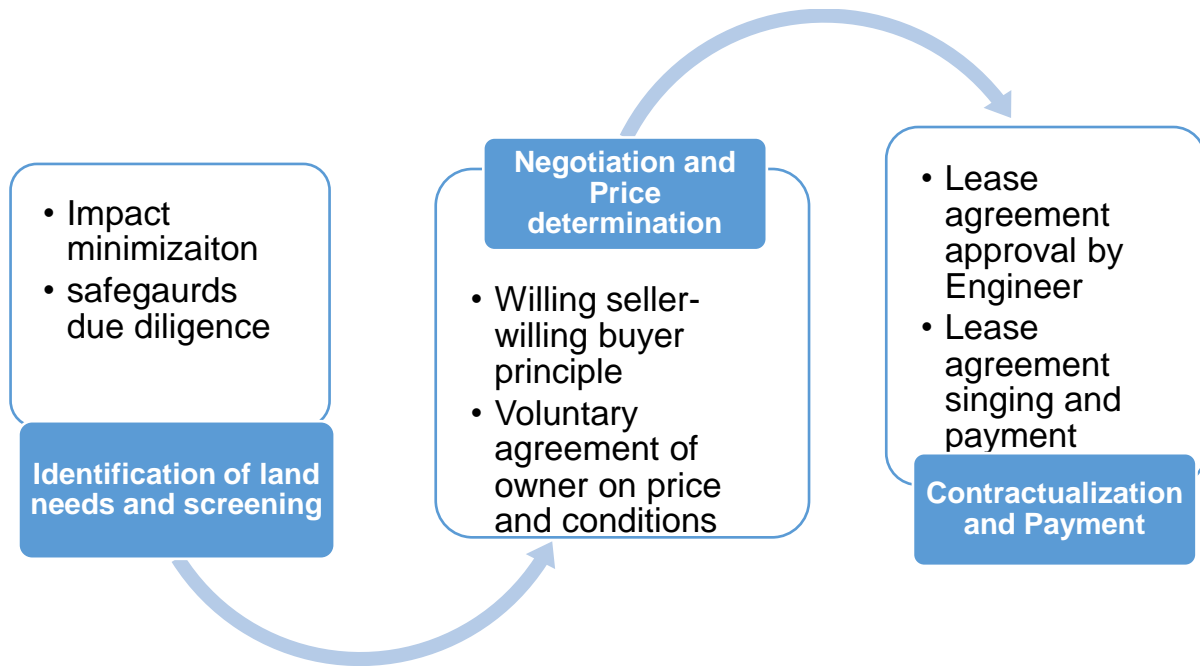 • Impact
minimizaiton
• safegaurds
due diligence
Identification of land
needs and screening
Negotiation and
Price
determination
• Willing seller-
willing buyer
principle
• Voluntary
agreement of
owner on price
and conditions
• Lease
agreement
approval by
Engineer
• Lease
agreement
singing and
payment
Contractualization
and Payment